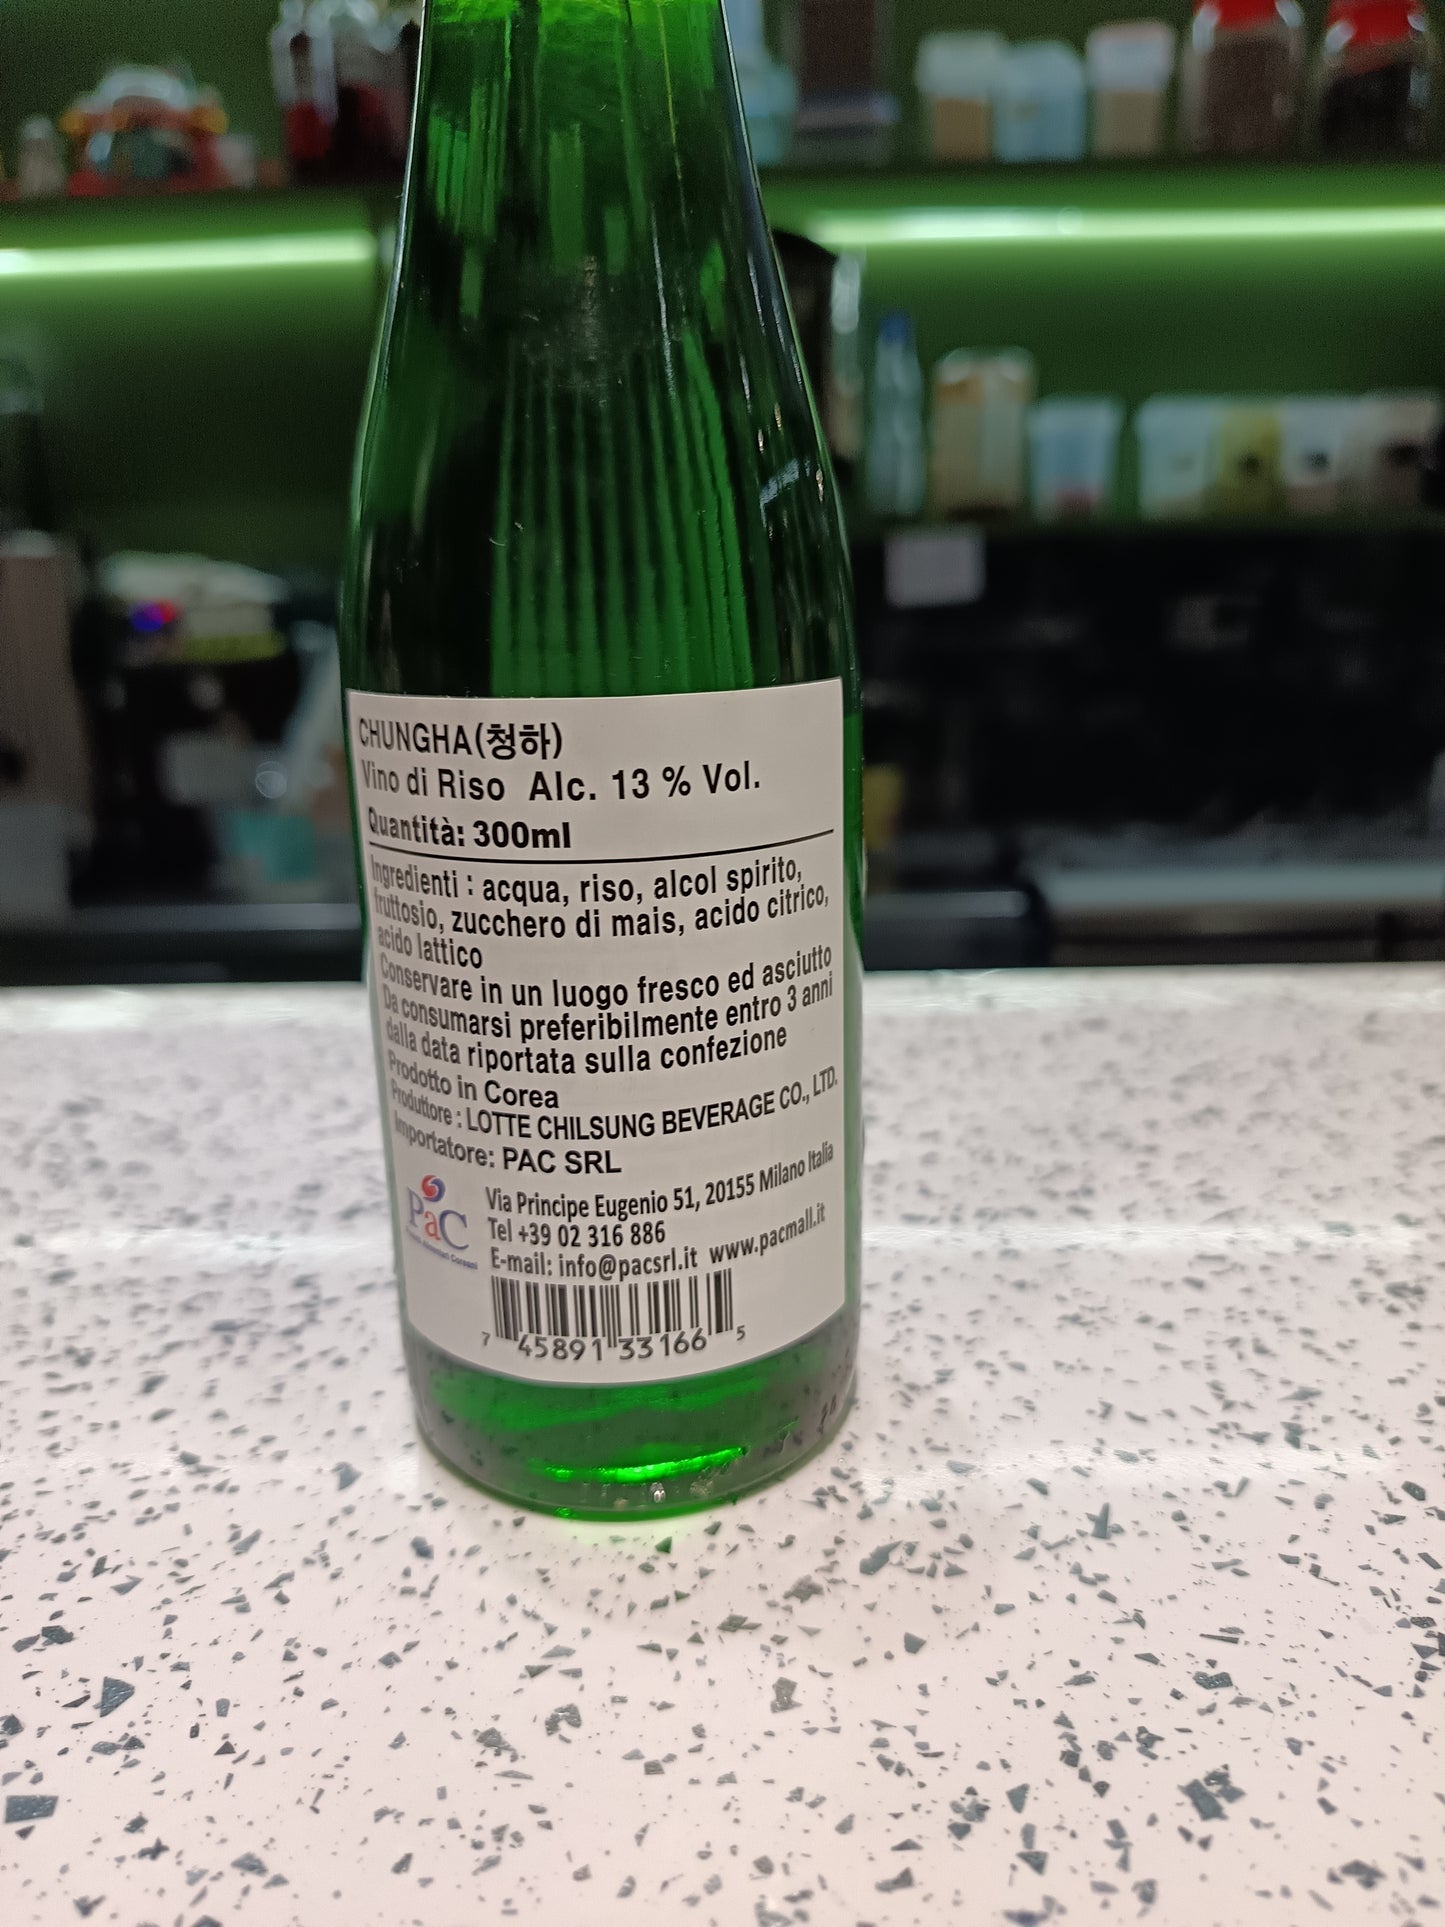 CHUNGHA(청하)
Vino di Riso Alc. 13 % Vol.
Quantità: 300ml
Ingredienti : acqua, riso, alcol spirito,
fruttosio, zucchero di mais, acido citrico,
acido lattico
Conservare in un luogo fresco ed asciutto
Da consumarsi preferibilmente entro 3 anni
dalla data riportata sulla confezione
Prodotto in Corea
Produttore : LOTTE CHILSUNG BEVERAGE CO., LTD.
Importatore: PAC SRL
PaC
Via Principe Eugenio 51, 20155 Milano Italia
Tel +39 02 316 886
E-mail: info@pacsrl.it www.pacmall.it
7 45891 33166 5